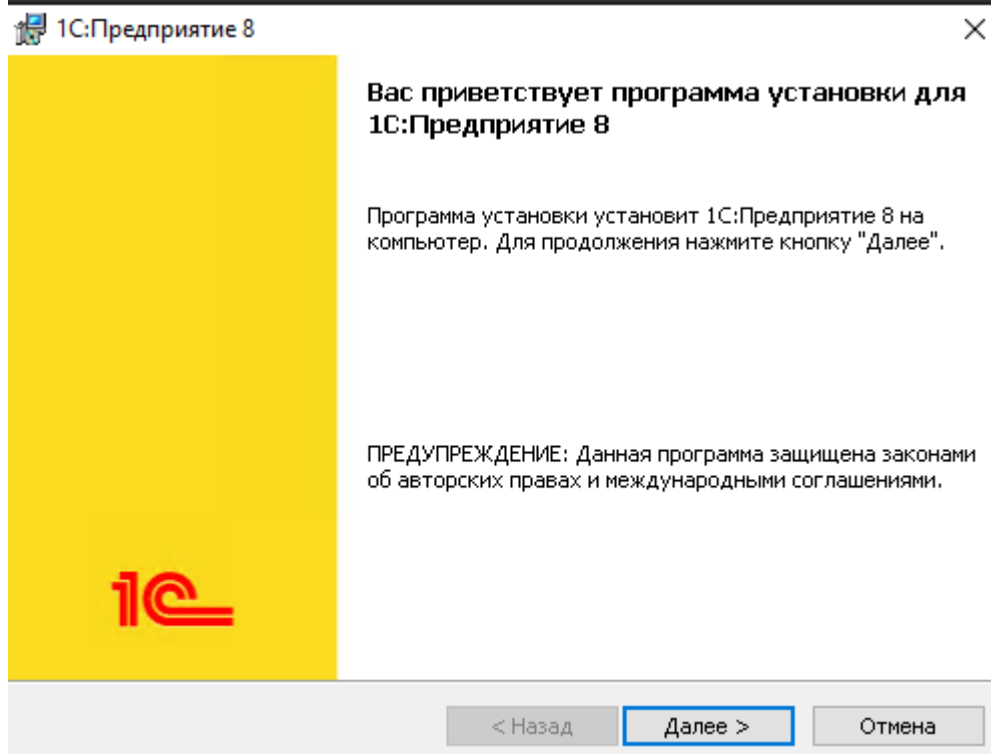 1С:Предприятие 8
Вас приветствует программа установки для
1С:Предприятие 8
Программа установки установит 1С:Предприятие 8 на
компьютер. Для продолжения нажмите кнопку "Далее".
ПРЕДУПРЕЖДЕНИЕ: Данная программа защищена законами
об авторских правах и международными соглашениями.
1С
< Назад
Далее >
Отмена